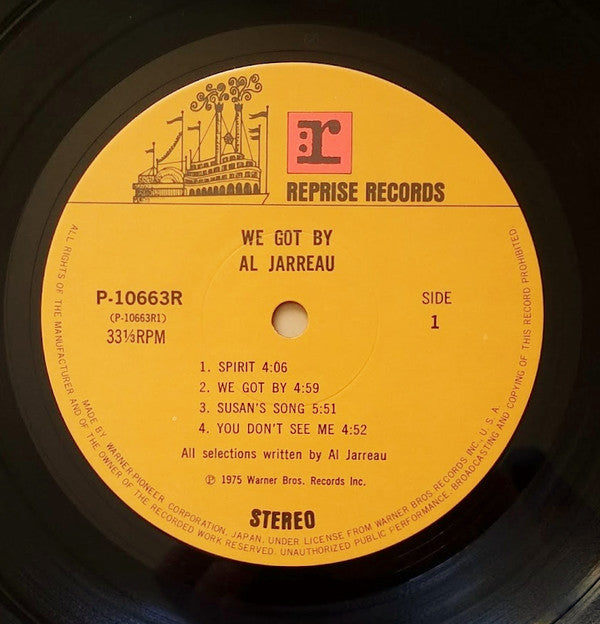 r
REPRISE RECORDS
WE GOT BY
AL JARREAU
P-10663R
(P-10663R1)
33⅓RPM
SIDE
1
1. SPIRIT 4:06
2. WE GOT BY 4:59
3. SUSAN'S SONG 5:51
4. YOU DON'T SEE ME 4:52
All selections written by Al Jarreau
Ⓟ 1975 Warner Bros. Records Inc.
STEREO
ALL RIGHTS OF THE MANUFACTURER AND OF THE OWNER OF THE RECORDED WORK RESERVED. UNAUTHORIZED PUBLIC PERFORMANCE, BROADCASTING AND COPYING OF THIS RECORD PROHIBITED
MADE BY WARNER-PIONEER CORPORATION, JAPAN, UNDER LICENSE FROM WARNER BROS. RECORDS INC., U.S.A.